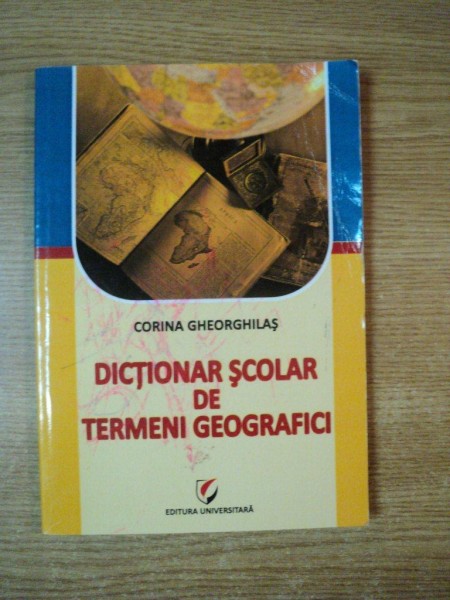 CORINA GHEORGHILAȘ
DICȚIONAR ȘCOLAR
DE
TERMENI GEOGRAFICI
EDITURA UNIVERSITARĂ